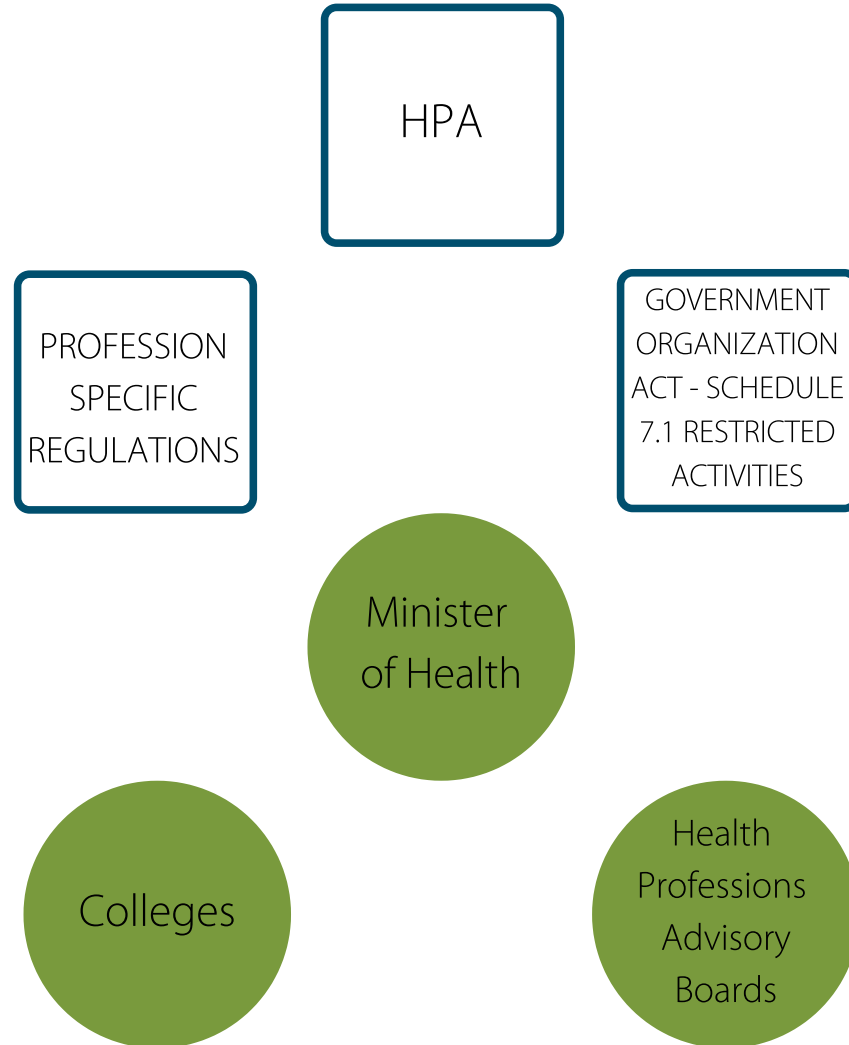 HPA
PROFESSION
SPECIFIC
REGULATIONS
GOVERNMENT
ORGANIZATION
ACT - SCHEDULE
7.1 RESTRICTED
ACTIVITIES
Minister
of Health
Colleges
Health
Professions
Advisory
Boards